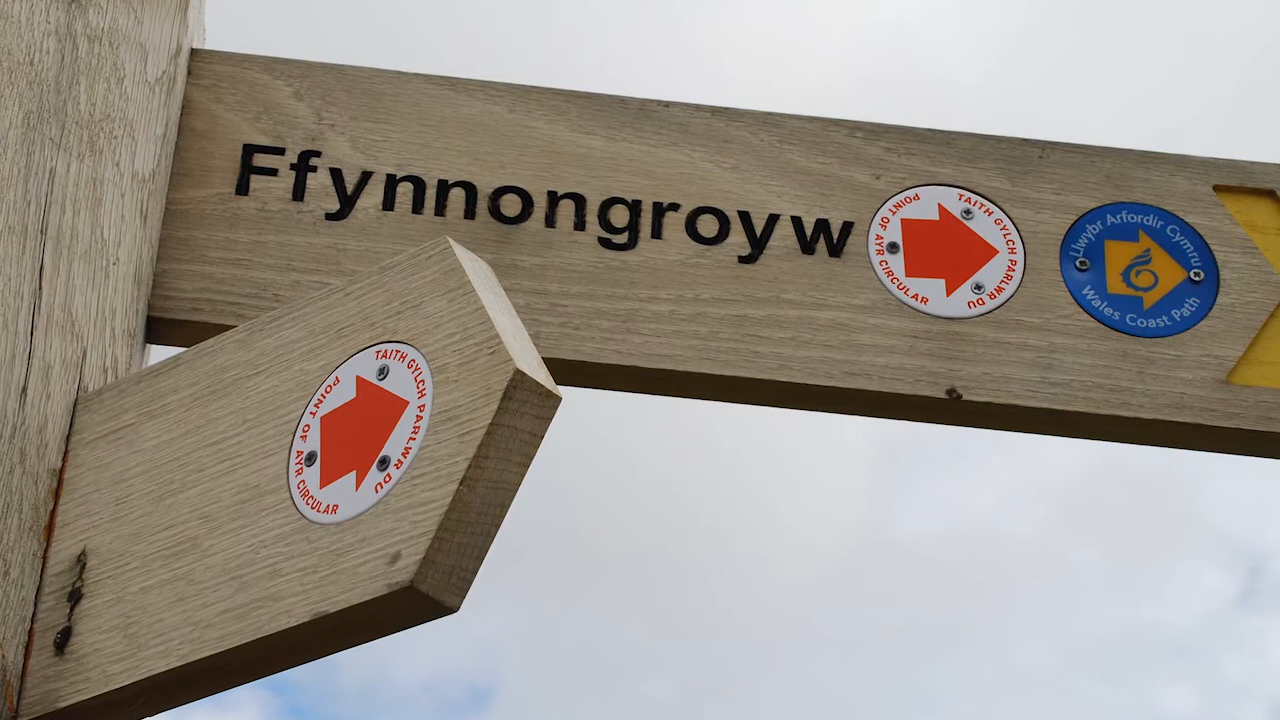 Ffynnongroyw
TAITH GYLCH PARLWR DU
POINT OF AYR CIRCULAR
Llwybr Arfordir Cymru
Wales Coast Path
TAITH GYLCH PARLWR DU
POINT OF AYR CIRCULAR